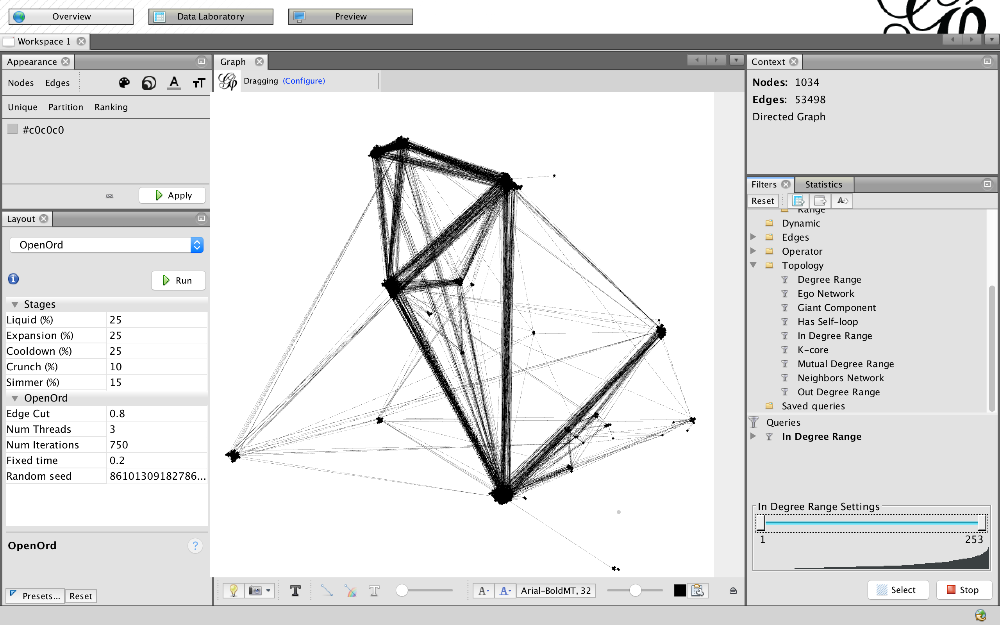 Overview
Data Laboratory
Preview
Workspace 1
Appearance
Nodes Edges
Unique Partition Ranking
#c0c0c0
Apply
Layout
OpenOrd
Run
Stages
Liquid (%) 25
Expansion (%) 25
Cooldown (%) 25
Crunch (%) 10
Simmer (%) 15
OpenOrd
Edge Cut 0.8
Num Threads 3
Num Iterations 750
Fixed time 0.2
Random seed 86101309182786...
OpenOrd
?
Presets... Reset
Graph
Dragging (Configure)
Arial-BoldMT, 32
Context
Nodes: 1034
Edges: 53498
Directed Graph
Filters Statistics
Reset
Range
Dynamic
Edges
Operator
Topology
Degree Range
Ego Network
Giant Component
Has Self-loop
In Degree Range
K-core
Mutual Degree Range
Neighbors Network
Out Degree Range
Saved queries
Queries
In Degree Range
In Degree Range Settings
1 253
Select Stop